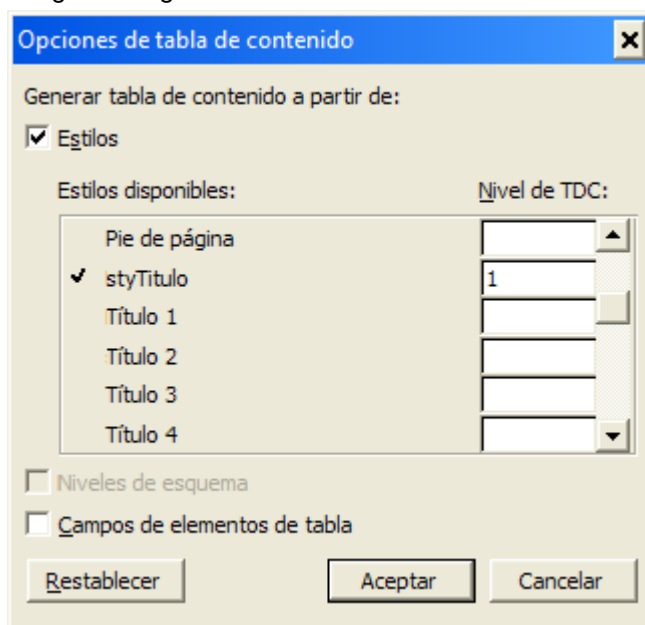 Opciones de tabla de contenido
Generar tabla de contenido a partir de:
Estilos
Estilos disponibles: Nivel de TDC:
Pie de página
styTitulo 1
Título 1
Título 2
Título 3
Título 4
Niveles de esquema
Campos de elementos de tabla
Restablecer Aceptar Cancelar